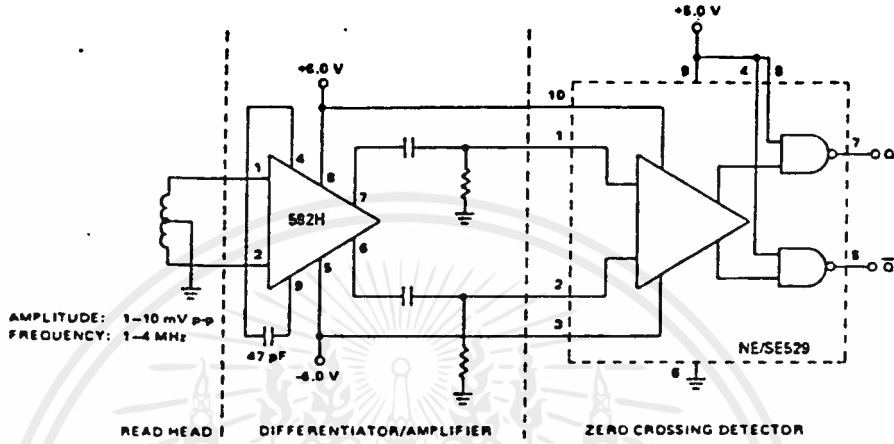 +5.0 V
9
4
8
+6.0 V
10
1
4
8
7
1
7
Q
582H
6
2
5
9
2
5
Q̅
3
AMPLITUDE: 1–10 mV p-p
FREQUENCY: 1–4 MHz
47 pF
-6.0 V
6
NE/SE529
READ HEAD
DIFFERENTIATOR/AMPLIFIER
ZERO CROSSING DETECTOR